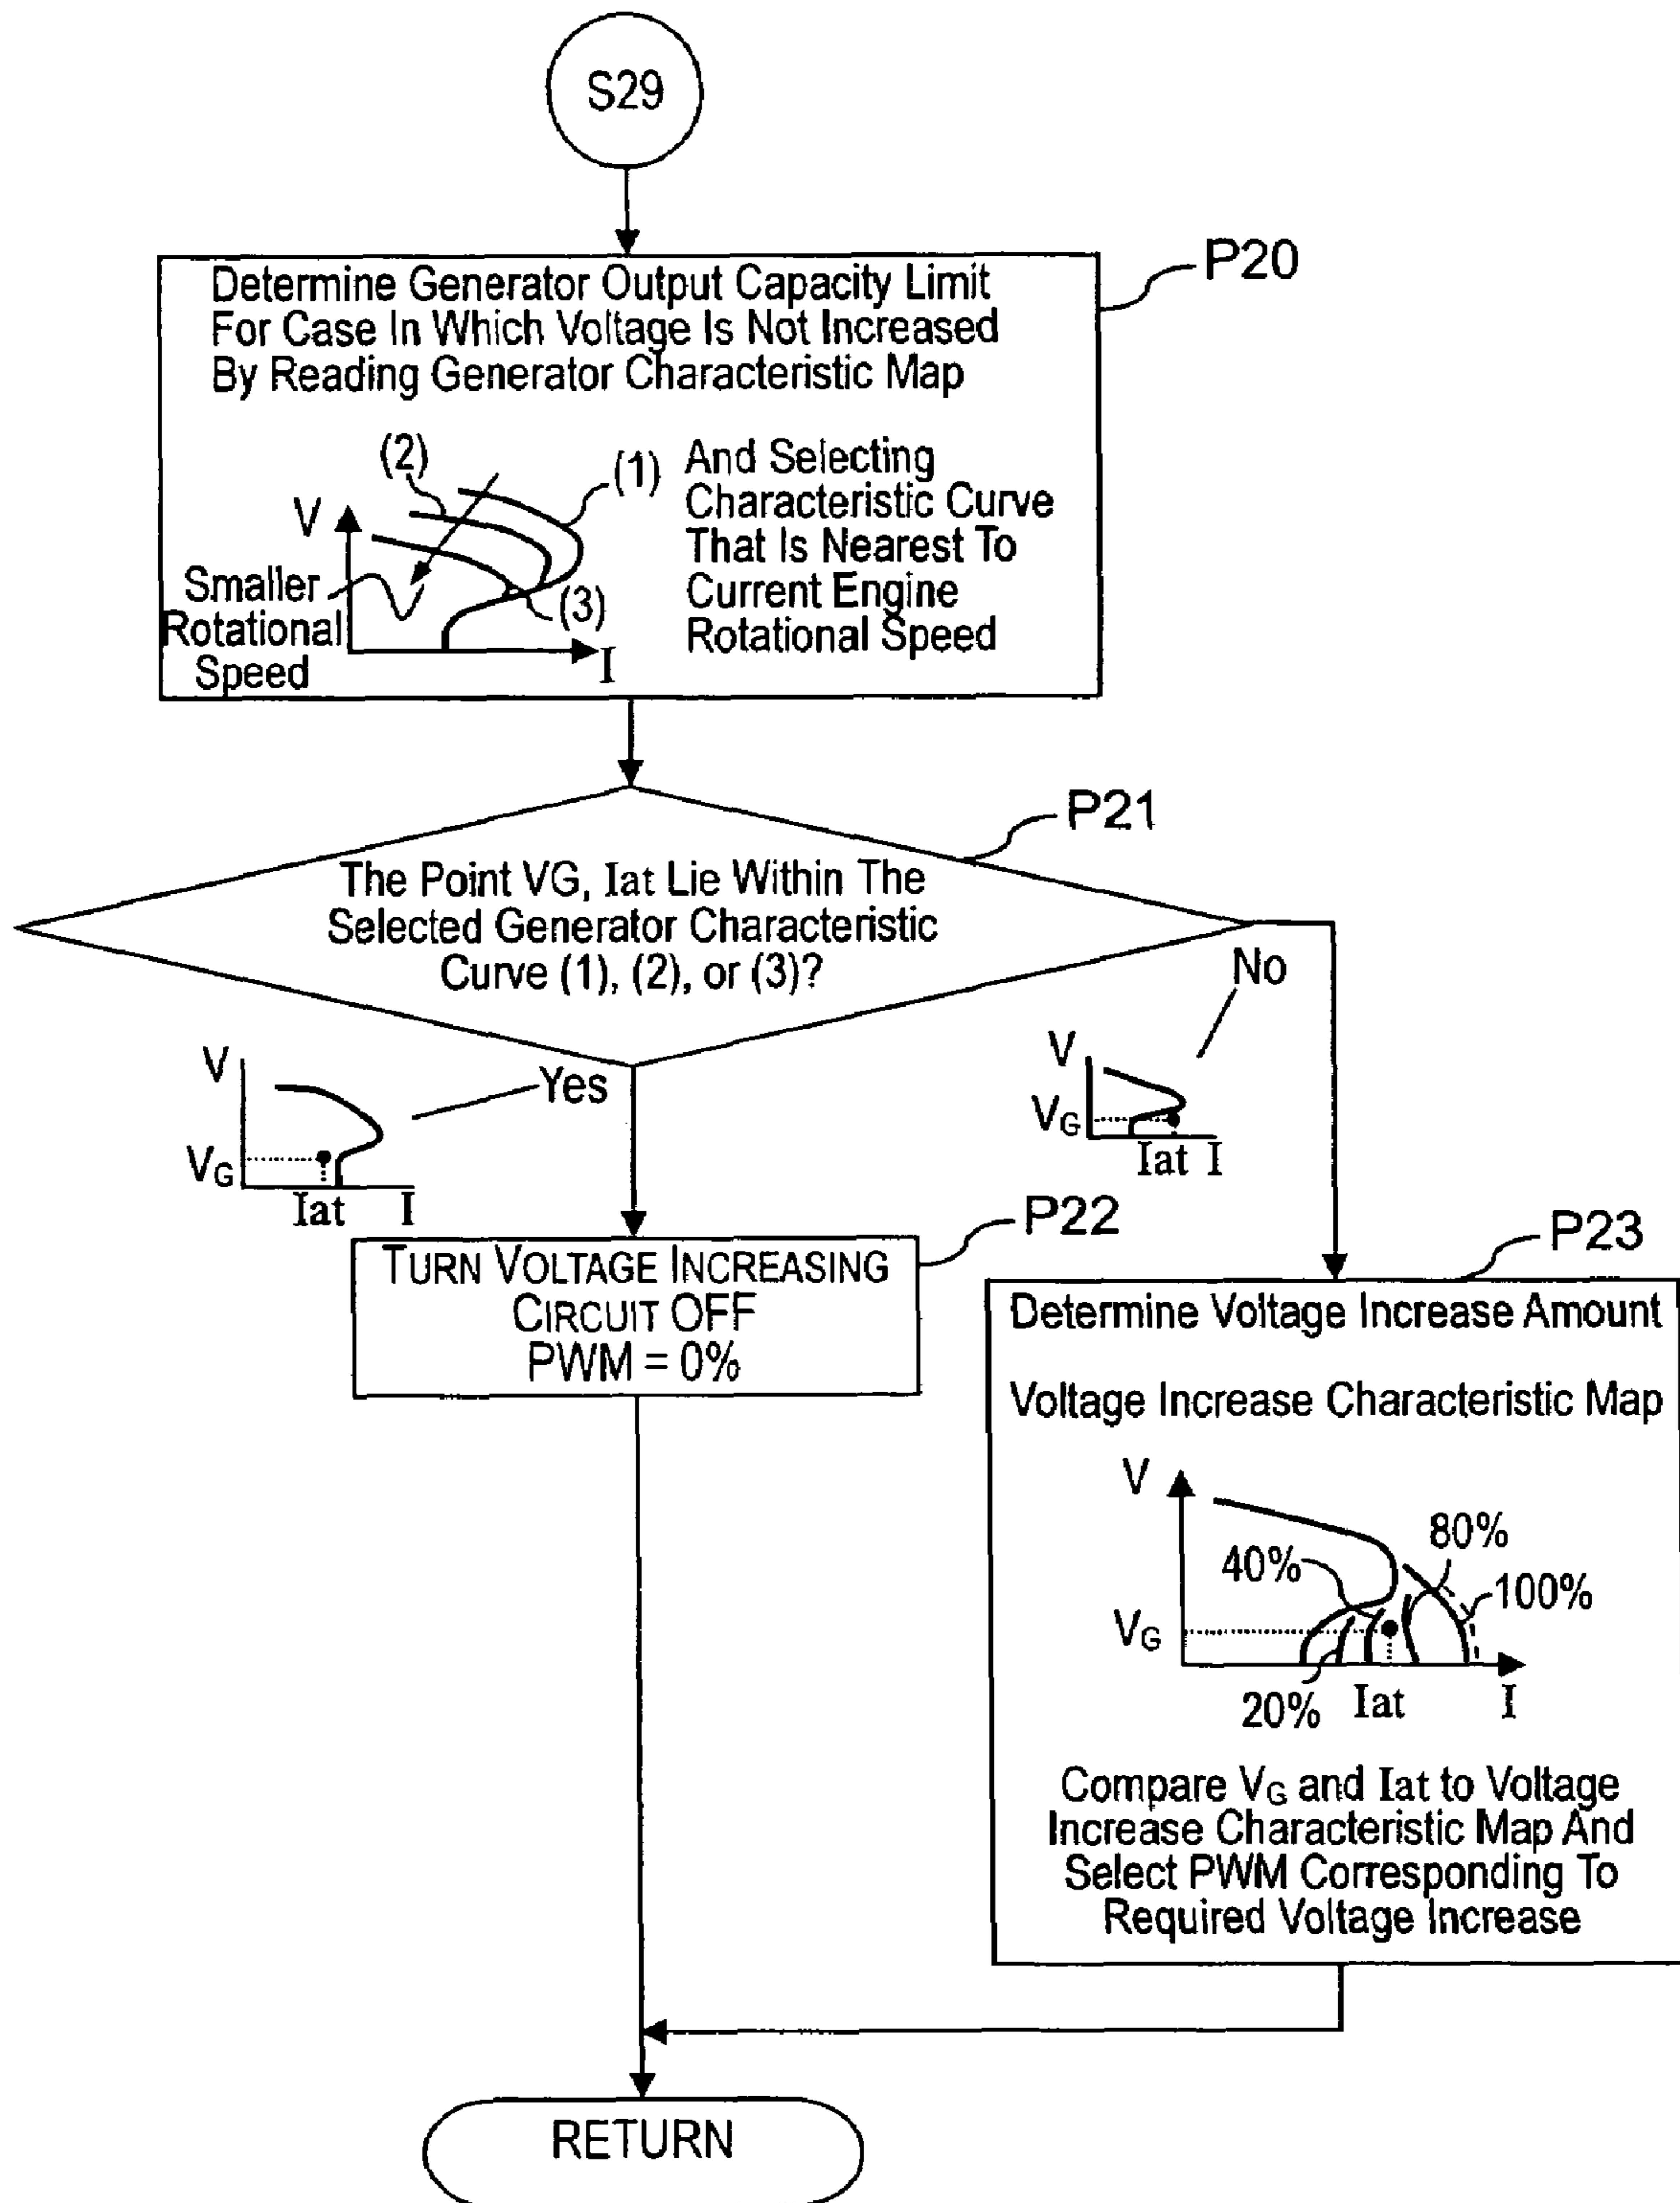 S29
P20
Determine Generator Output Capacity Limit
For Case In Which Voltage Is Not Increased
By Reading Generator Characteristic Map
(2)
(1)
V
Smaller
Rotational
Speed
(3)
I
And Selecting
Characteristic Curve
That Is Nearest To
Current Engine
Rotational Speed
P21
The Point VG, Iat Lie Within The
Selected Generator Characteristic
Curve (1), (2), or (3)?
No
V
VG
Iat I
Yes
V
VG
Iat I
P22
TURN VOLTAGE INCREASING
CIRCUIT OFF
PWM = 0%
P23
Determine Voltage Increase Amount
Voltage Increase Characteristic Map
V
80%
40%
100%
VG
20%
Iat
I
Compare VG and Iat to Voltage
Increase Characteristic Map And
Select PWM Corresponding To
Required Voltage Increase
RETURN